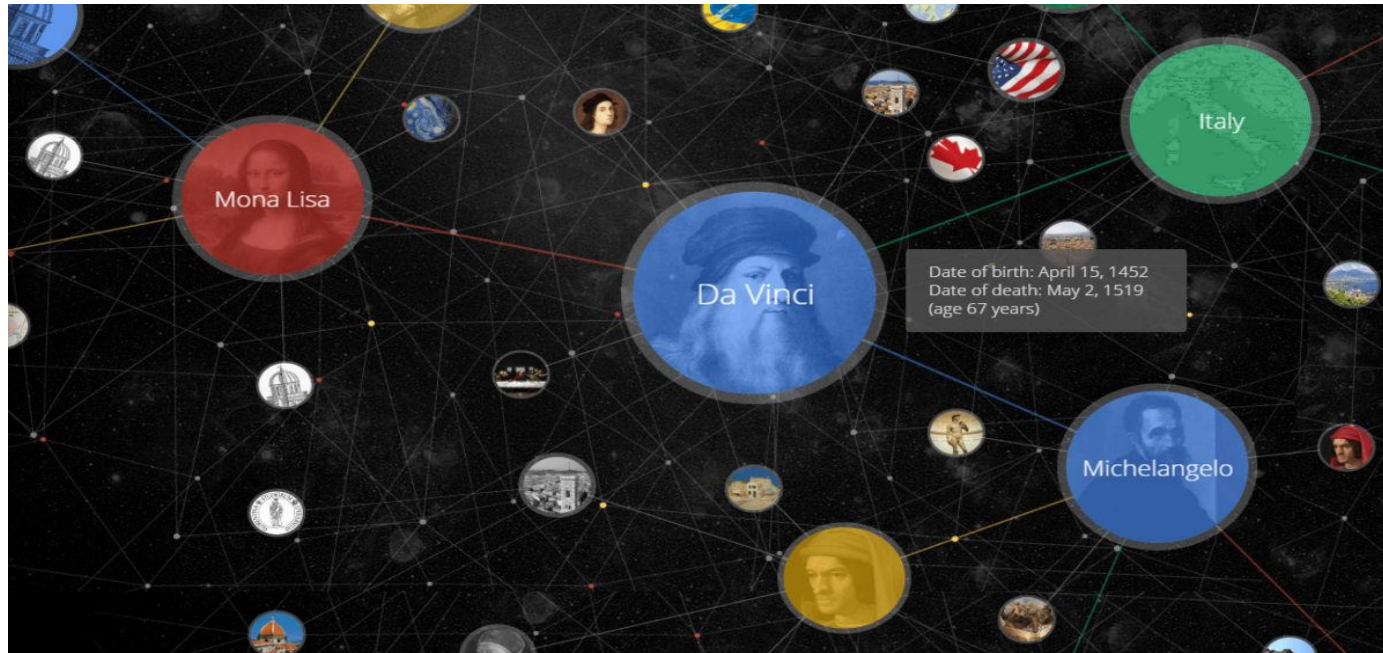 Italy
Mona Lisa
Da Vinci
Date of birth: April 15, 1452
Date of death: May 2, 1519
(age 67 years)
Michelangelo